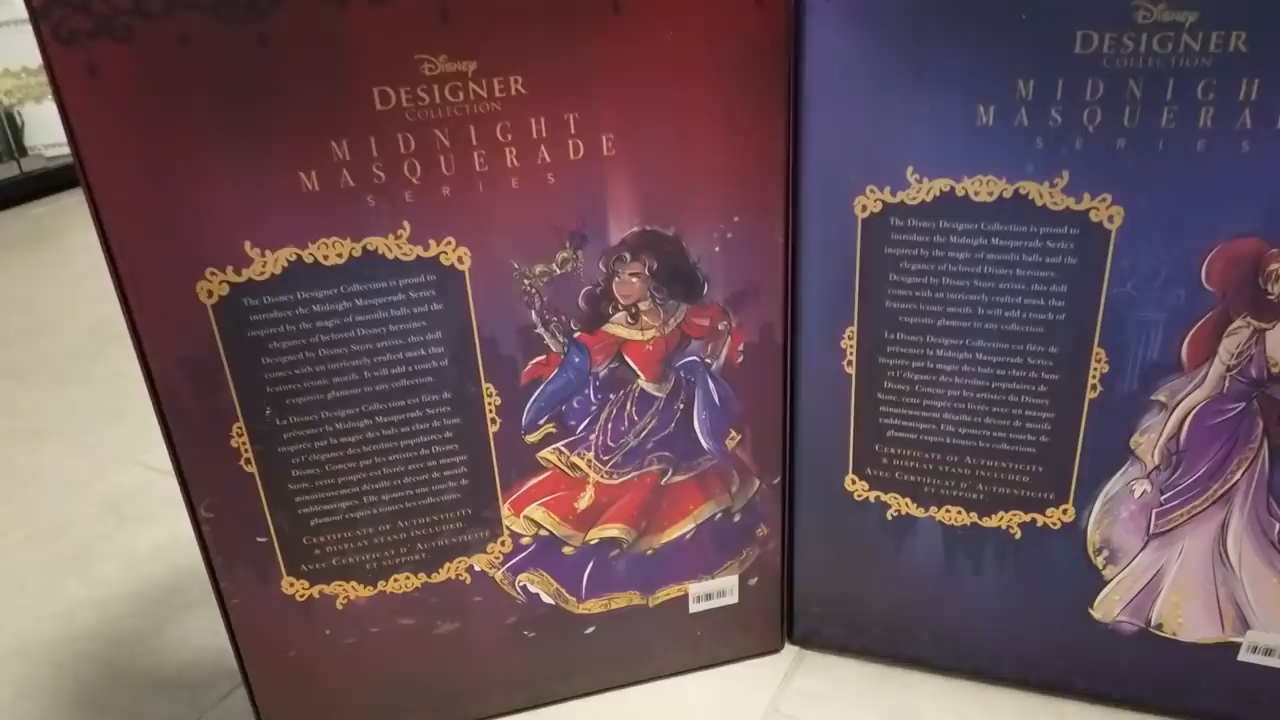 Disney
DESIGNER
COLLECTION
MIDNIGHT
MASQUERADE
SERIES
The Disney Designer Collection is proud to
introduce the Midnight Masquerade Series
inspired by the magic of moonlit balls and the
elegance of beloved Disney heroines.
Designed by Disney Store artists, this doll
comes with an intricately crafted mask that
features iconic motifs. It will add a touch of
exquisite glamour to any collection.
La Disney Designer Collection est fière de
présenter la Midnight Masquerade Series
inspirée par la magie des bals au clair de lune
et l'élégance des héroïnes populaires de
Disney. Conçue par les artistes du Disney
Store, cette poupée est livrée avec un masque
minutieusement détaillé et décoré de motifs
emblématiques. Elle ajoutera une touche de
glamour exquis à toutes les collections.
CERTIFICATE OF AUTHENTICITY
& DISPLAY STAND INCLUDED.
AVEC CERTIFICAT D' AUTHENTICITÉ
ET SUPPORT.
Disney
DESIGNER
COLLECTION
MIDNIGH
MASQUERA
SERIES
The Disney Designer Collection is proud to
introduce the Midnight Masquerade Series
inspired by the magic of moonlit balls and the
elegance of beloved Disney heroines.
Designed by Disney Store artists, this doll
comes with an intricately crafted mask that
features iconic motifs. It will add a touch of
exquisite glamour to any collection.
La Disney Designer Collection est fière de
présenter la Midnight Masquerade Series
inspirée par la magie des bals au clair de lune
et l'élégance des héroïnes populaires de
Disney. Conçue par les artistes du Disney
Store, cette poupée est livrée avec un masque
minutieusement détaillé et décoré de motifs
emblématiques. Elle ajoutera une touche de
glamour exquis à toutes les collections.
CERTIFICATE OF AUTHENTICITY
& DISPLAY STAND INCLUDED.
AVEC CERTIFICAT D' AUTHENTICITÉ
ET SUPPORT.